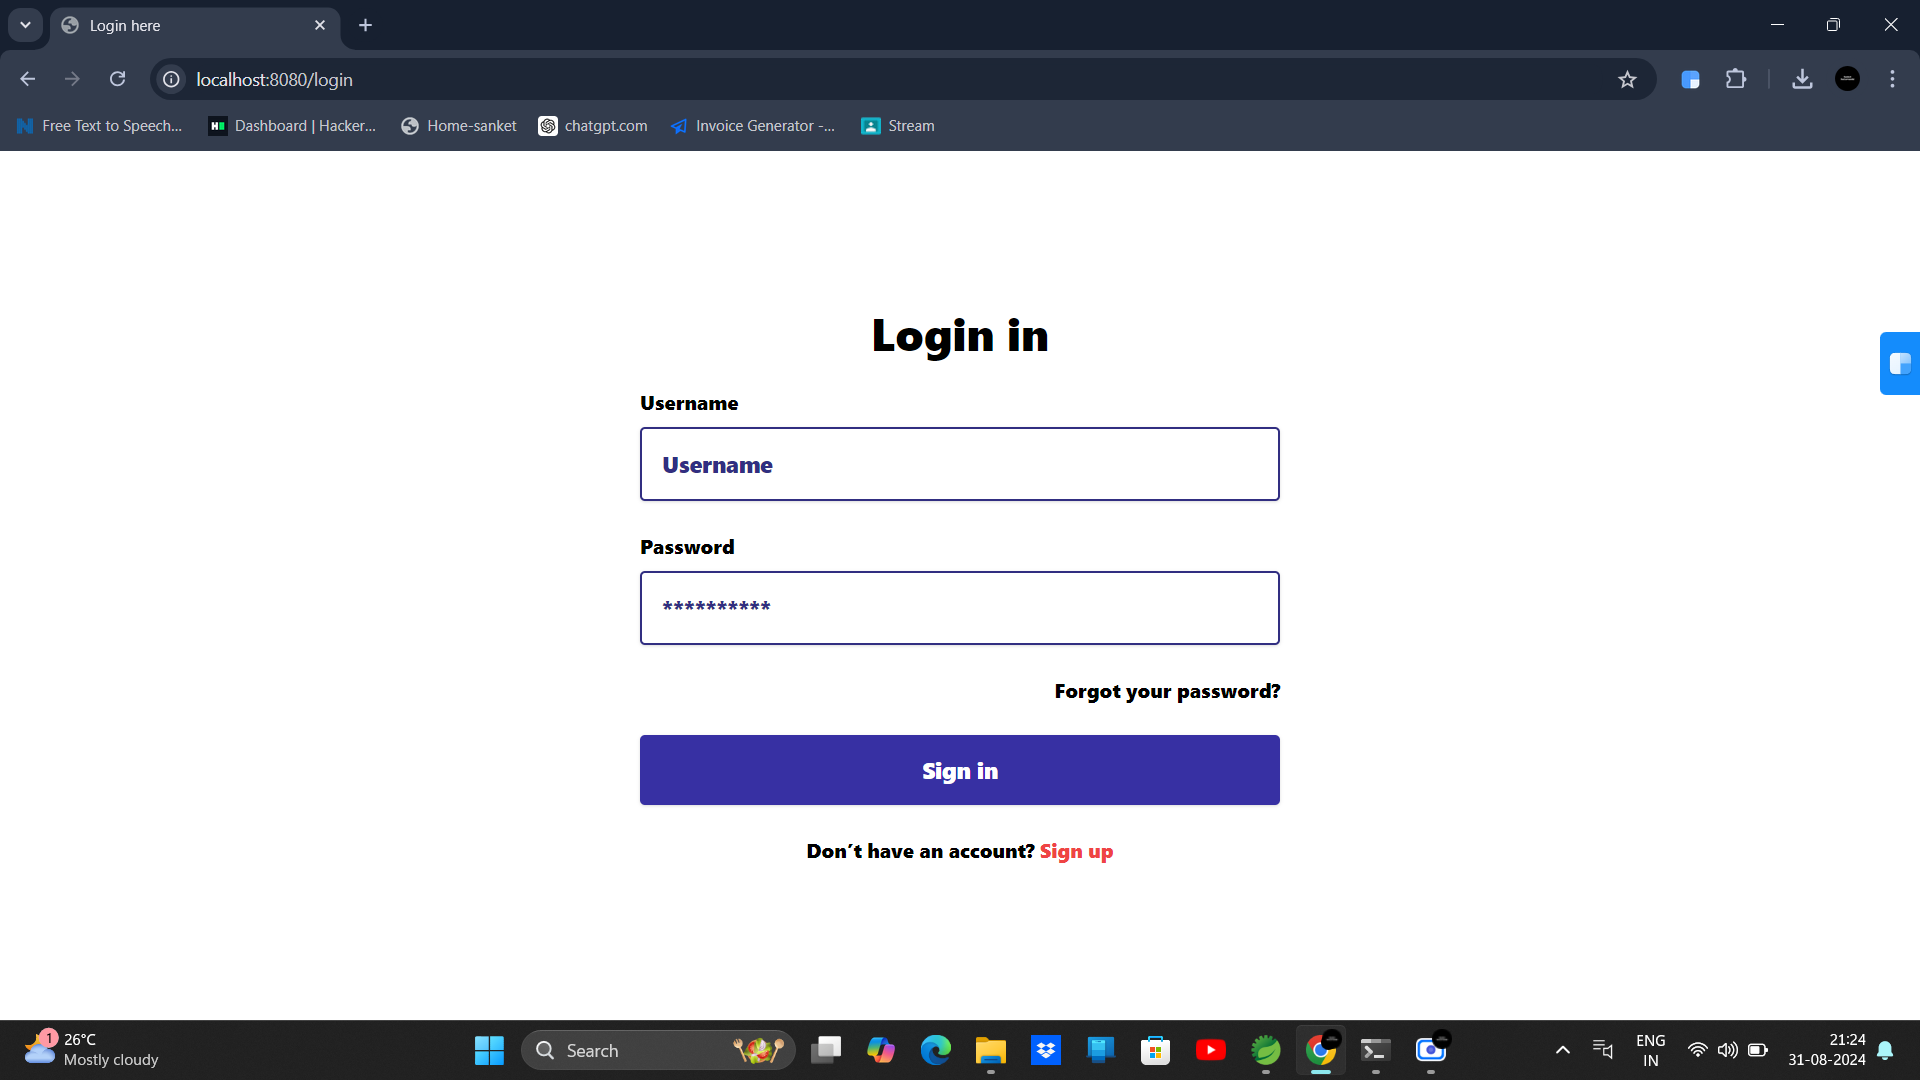 Login here
localhost:8080/login
Free Text to Speech...
Dashboard | Hacker...
Home-sanket
chatgpt.com
Invoice Generator -...
Stream
Login in
Username
Username
Password
**********
Forgot your password?
Sign in
Don't have an account? Sign up
1
26°C
Mostly cloudy
Search
ENG
IN
21:24
31-08-2024